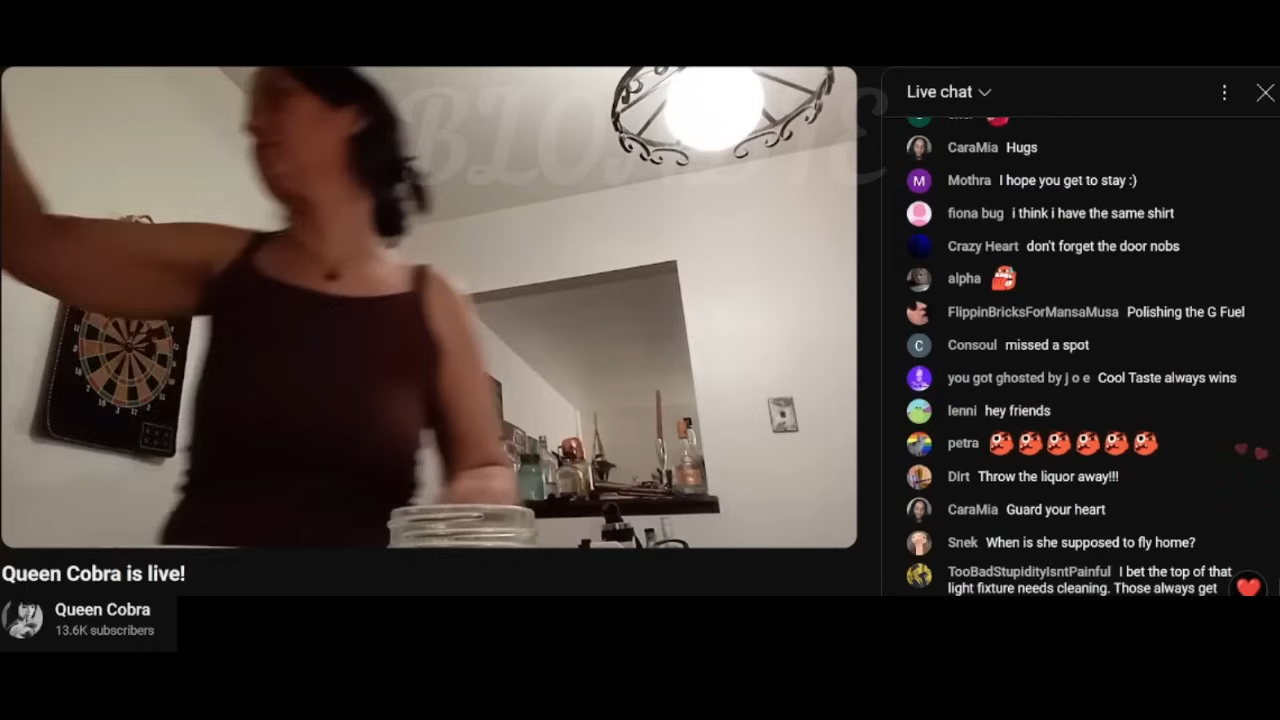 Live chat
CaraMia Hugs
Mothra I hope you get to stay :)
M
fiona bug i think i have the same shirt
Crazy Heart don't forget the door nobs
alpha
FlippinBricksForMansaMusa Polishing the G Fuel
C
Consoul missed a spot
you got ghosted by j o e Cool Taste always wins
lenni hey friends
petra
Dirt Throw the liquor away!!!
CaraMia Guard your heart
Snek When is she supposed to fly home?
TooBadStupidityIsntPainful I bet the top of that
light fixture needs cleaning. Those always get
Queen Cobra is live!
Queen Cobra
13.6K subscribers